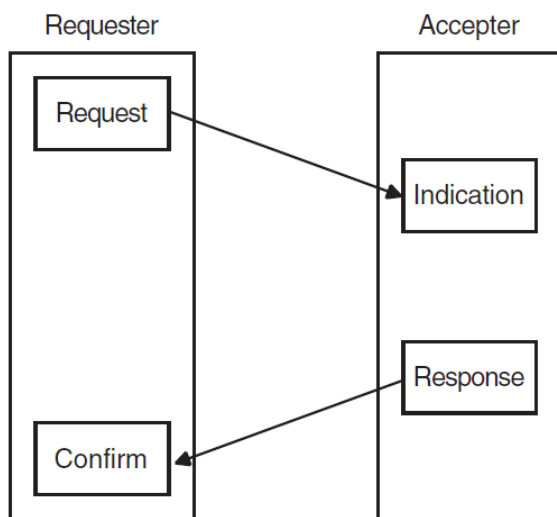 Requester
Accepter
Request
Indication
Response
Confirm